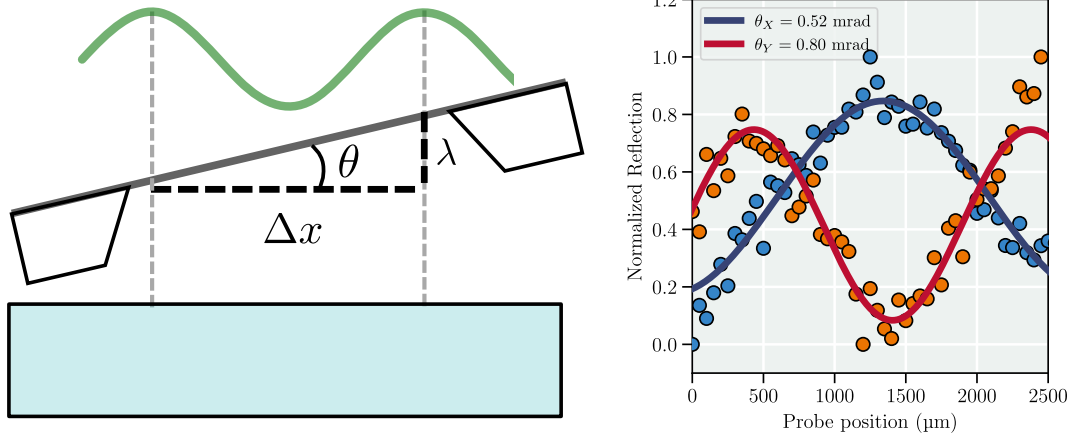 θ
λ
Δx
1.2
1.0
0.8
0.6
0.4
0.2
0.0
Normalized Reflection
θ_X = 0.52 mrad
θ_Y = 0.80 mrad
0 500 1000 1500 2000 2500
Probe position (µm)